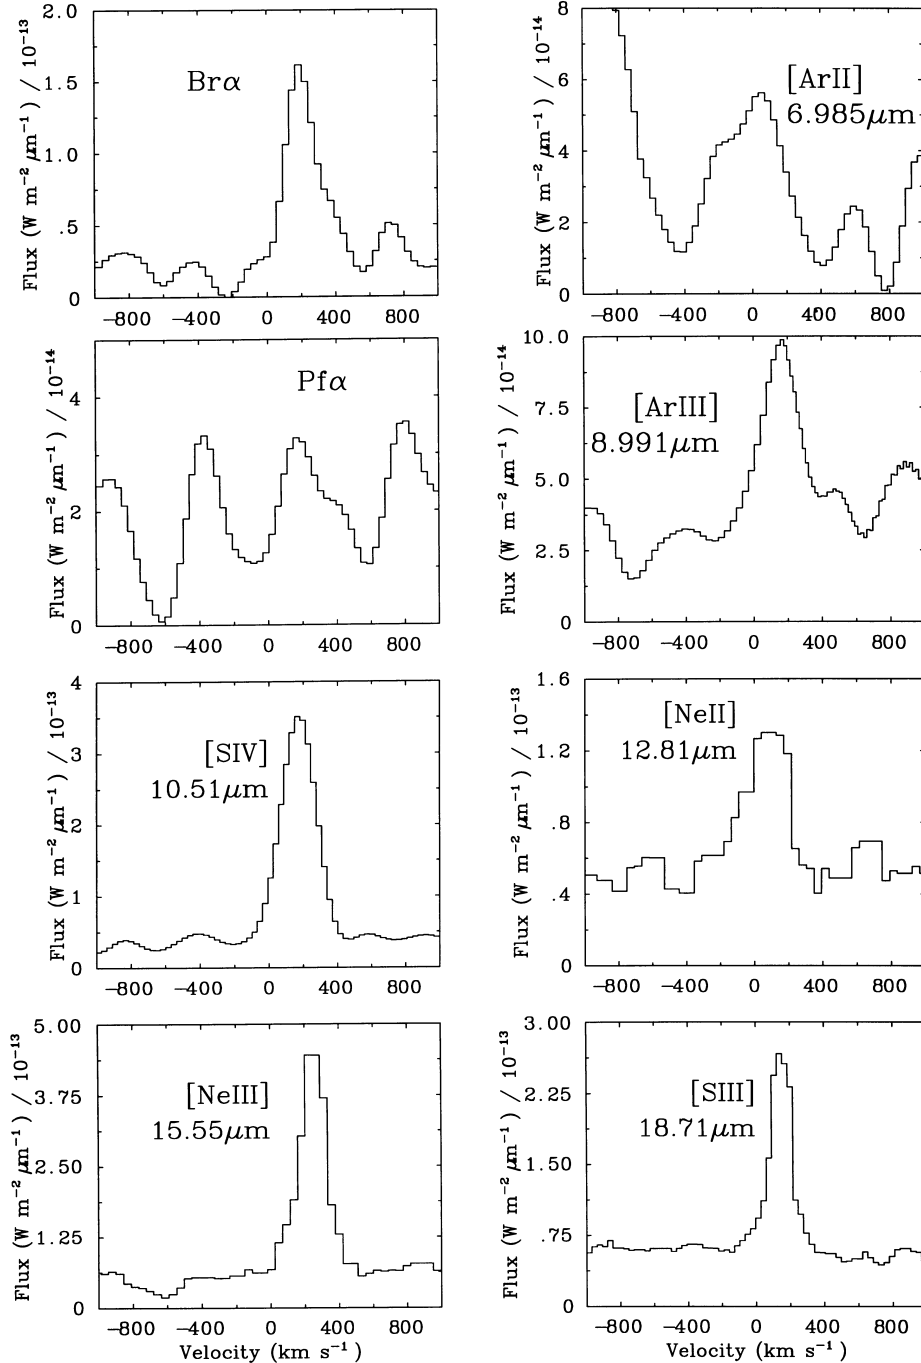 Brα
Flux (W m⁻² μm⁻¹) / 10⁻¹³
2.0
1.5
1.0
.5
0
−800 −400 0 400 800
[ArII]
6.985μm
Flux (W m⁻² μm⁻¹) / 10⁻¹⁴
8
6
4
2
0
−800 −400 0 400 800
Pfα
Flux (W m⁻² μm⁻¹) / 10⁻¹⁴
4
2
0
−800 −400 0 400 800
[ArIII]
8.991μm
Flux (W m⁻² μm⁻¹) / 10⁻¹⁴
10.0
7.5
5.0
2.5
0
−800 −400 0 400 800
[SIV]
10.51μm
Flux (W m⁻² μm⁻¹) / 10⁻¹³
4
3
2
1
0
−800 −400 0 400 800
[NeII]
12.81μm
Flux (W m⁻² μm⁻¹) / 10⁻¹³
1.6
1.2
.8
.4
0
−800 −400 0 400 800
[NeIII]
15.55μm
Flux (W m⁻² μm⁻¹) / 10⁻¹³
5.00
3.75
2.50
1.25
0
−800 −400 0 400 800
Velocity (km s⁻¹)
[SIII]
18.71μm
Flux (W m⁻² μm⁻¹) / 10⁻¹³
3.00
2.25
1.50
.75
0
−800 −400 0 400 800
Velocity (km s⁻¹)